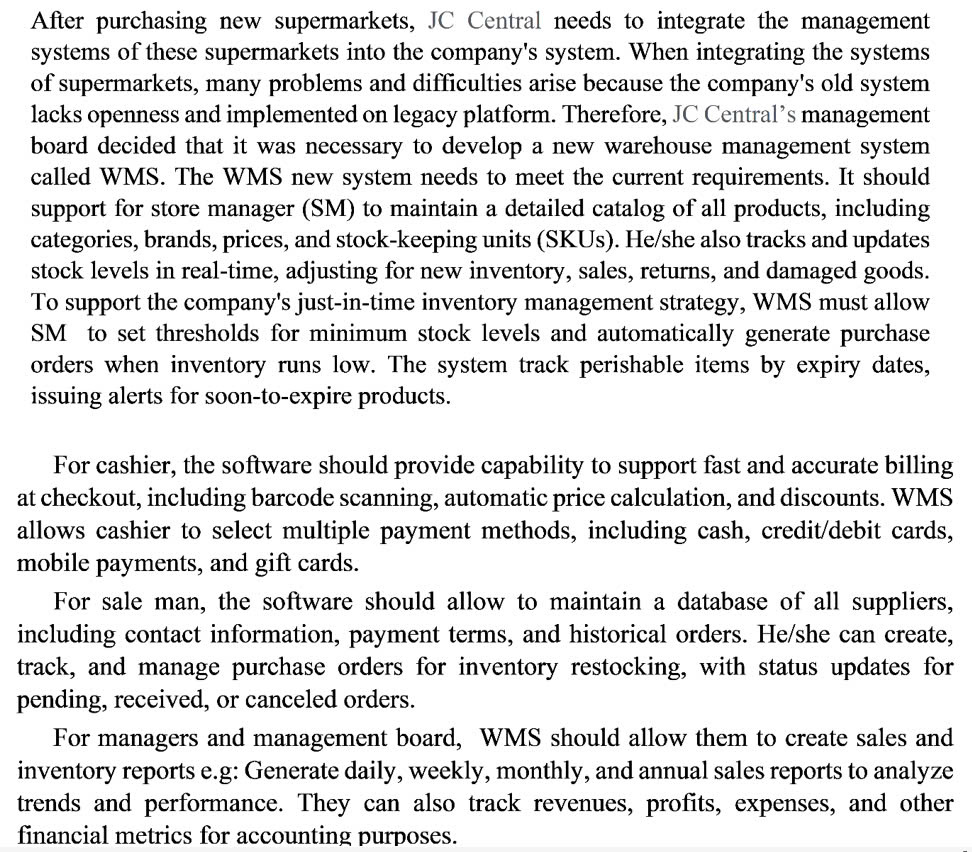 After purchasing new supermarkets, JC Central needs to integrate the management
systems of these supermarkets into the company's system. When integrating the systems
of supermarkets, many problems and difficulties arise because the company's old system
lacks openness and implemented on legacy platform. Therefore, JC Central’s management
board decided that it was necessary to develop a new warehouse management system
called WMS. The WMS new system needs to meet the current requirements. It should
support for store manager (SM) to maintain a detailed catalog of all products, including
categories, brands, prices, and stock-keeping units (SKUs). He/she also tracks and updates
stock levels in real-time, adjusting for new inventory, sales, returns, and damaged goods.
To support the company's just-in-time inventory management strategy, WMS must allow
SM to set thresholds for minimum stock levels and automatically generate purchase
orders when inventory runs low. The system track perishable items by expiry dates,
issuing alerts for soon-to-expire products.
For cashier, the software should provide capability to support fast and accurate billing
at checkout, including barcode scanning, automatic price calculation, and discounts. WMS
allows cashier to select multiple payment methods, including cash, credit/debit cards,
mobile payments, and gift cards.
For sale man, the software should allow to maintain a database of all suppliers,
including contact information, payment terms, and historical orders. He/she can create,
track, and manage purchase orders for inventory restocking, with status updates for
pending, received, or canceled orders.
For managers and management board, WMS should allow them to create sales and
inventory reports e.g: Generate daily, weekly, monthly, and annual sales reports to analyze
trends and performance. They can also track revenues, profits, expenses, and other
financial metrics for accounting purposes.